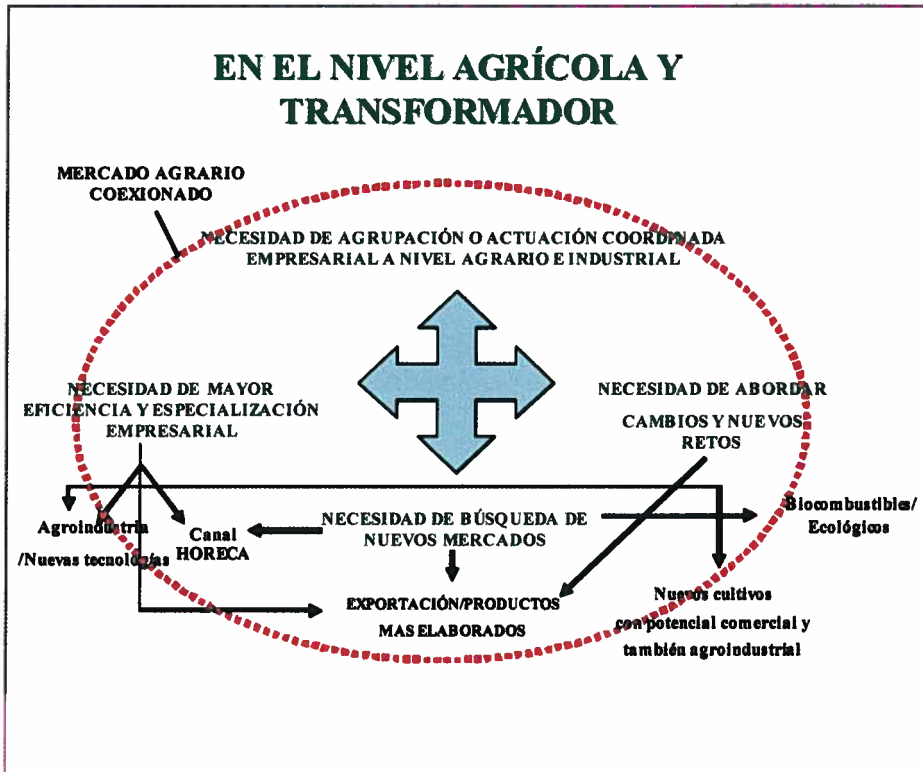 EN EL NIVEL AGRÍCOLA Y
TRANSFORMADOR
MERCADO AGRARIO
COEXIONADO
NECESIDAD DE AGRUPACIÓN O ACTUACIÓN COORDINADA
EMPRESARIAL A NIVEL AGRARIO E INDUSTRIAL
NECESIDAD DE MAYOR
EFICIENCIA Y ESPECIALIZACIÓN
EMPRESARIAL
NECESIDAD DE ABORDAR
CAMBIOS Y NUEVOS
RETOS
Agroindustria
/Nuevas tecnologías
Canal
HORECA
NECESIDAD DE BÚSQUEDA DE
NUEVOS MERCADOS
Biocombustibles/
Ecológicos
EXPORTACIÓN/PRODUCTOS
MAS ELABORADOS
Nuevos cultivos
con potencial comercial y
también agroindustrial